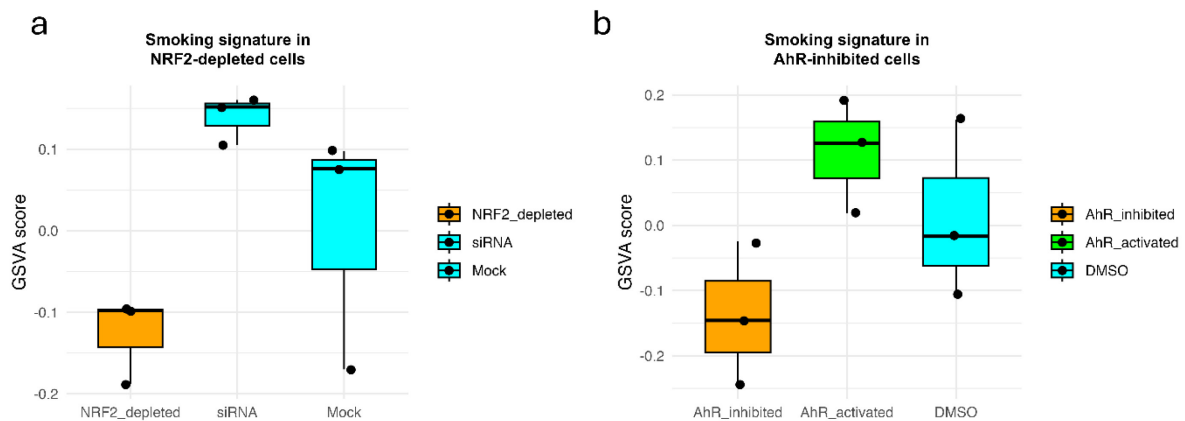 a
Smoking signature in
NRF2-depleted cells
GSVA score
0.1
0.0
-0.1
-0.2
NRF2_depleted
siRNA
Mock
NRF2_depleted
siRNA
Mock
b
Smoking signature in
AhR-inhibited cells
GSVA score
0.2
0.1
0.0
-0.1
-0.2
AhR_inhibited
AhR_activated
DMSO
AhR_inhibited
AhR_activated
DMSO